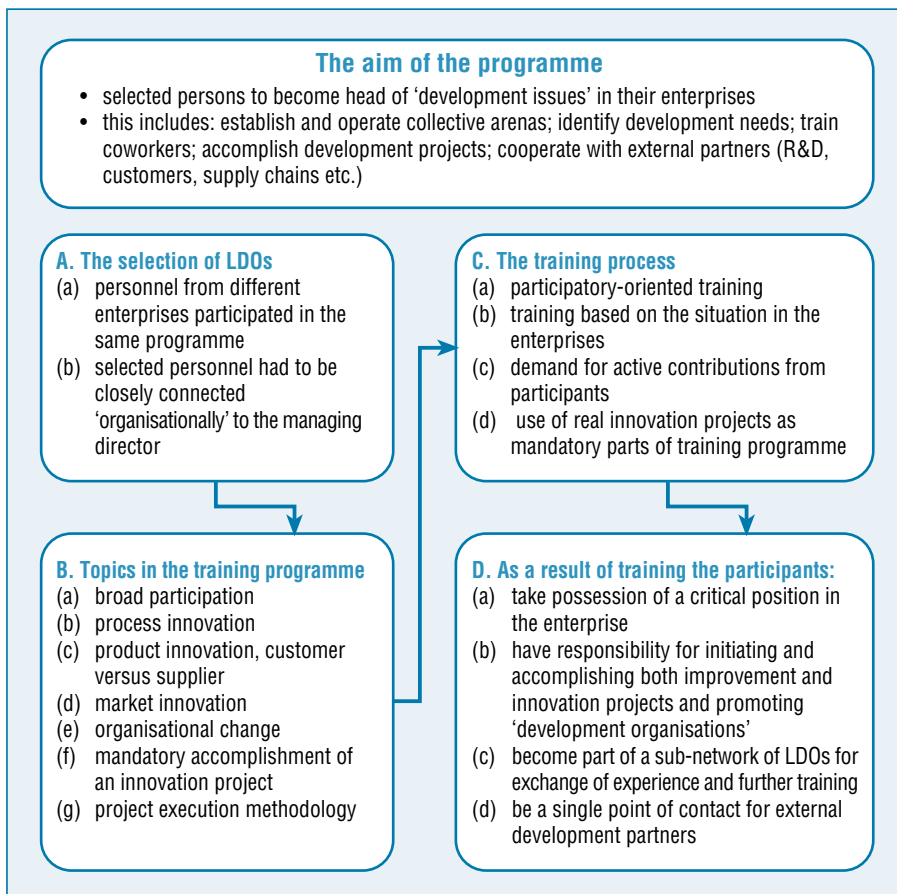 The aim of the programme
• selected persons to become head of ‘development issues’ in their enterprises
• this includes: establish and operate collective arenas; identify development needs; train
coworkers; accomplish development projects; cooperate with external partners (R&D,
customers, supply chains etc.)
A. The selection of LDOs
(a) personnel from different
enterprises participated in the
same programme
(b) selected personnel had to be
closely connected
‘organisationally’ to the managing
director
B. Topics in the training programme
(a) broad participation
(b) process innovation
(c) product innovation, customer
versus supplier
(d) market innovation
(e) organisational change
(f) mandatory accomplishment of
an innovation project
(g) project execution methodology
C. The training process
(a) participatory-oriented training
(b) training based on the situation in the
enterprises
(c) demand for active contributions from
participants
(d) use of real innovation projects as
mandatory parts of training programme
D. As a result of training the participants:
(a) take possession of a critical position in
the enterprise
(b) have responsibility for initiating and
accomplishing both improvement and
innovation projects and promoting
‘development organisations’
(c) become part of a sub-network of LDOs for
exchange of experience and further training
(d) be a single point of contact for external
development partners